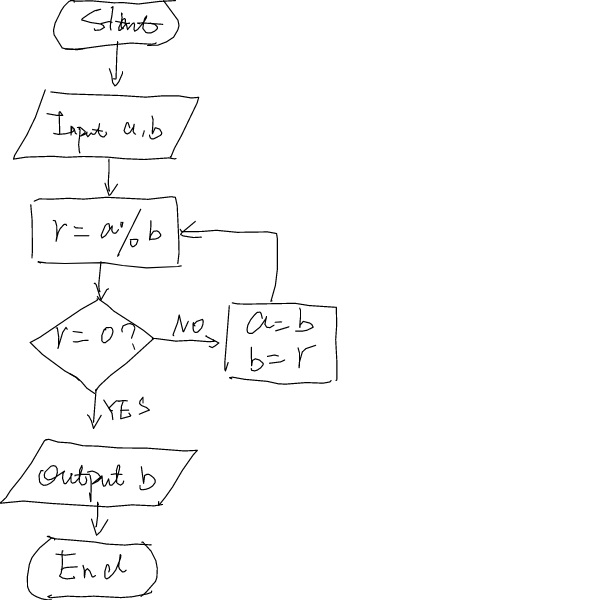 Start
Input a,b
r = a % b
r = 0 ?
NO
a = b
b = r
YES
Output b
End